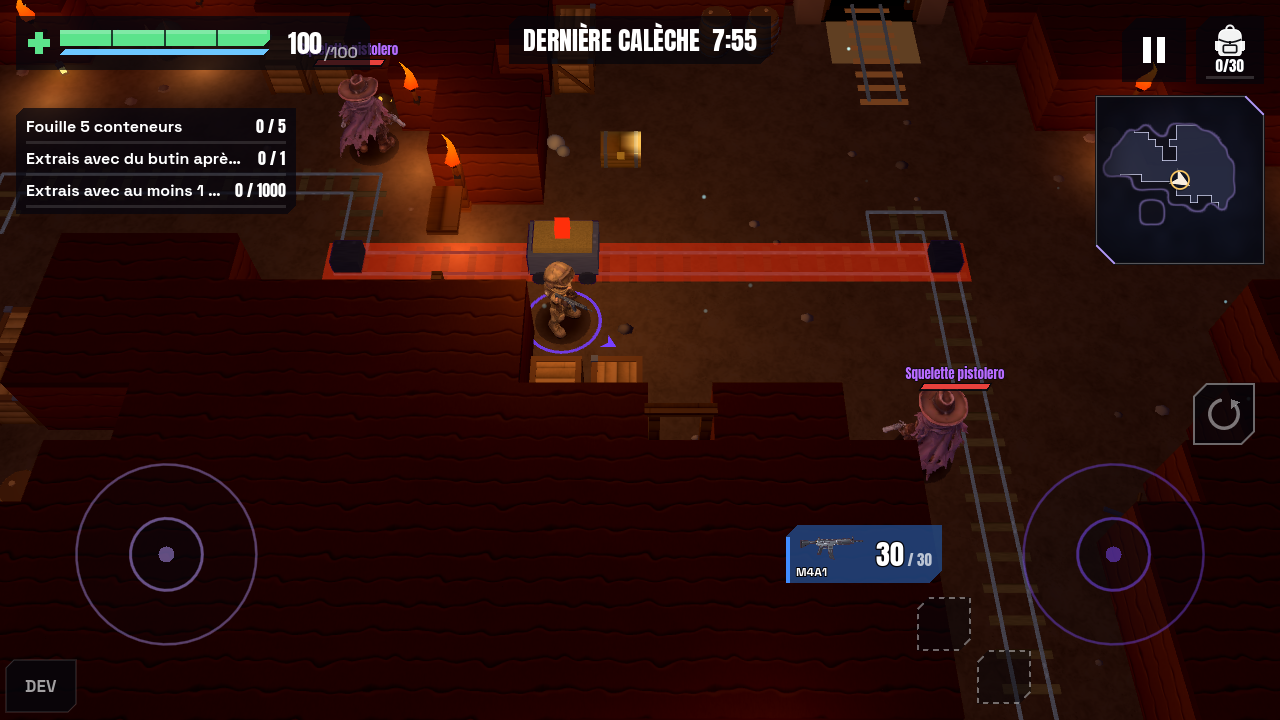 100 /100
DERNIÈRE CALÈCHE 7:55
0/30
Fouille 5 conteneurs 0 / 5
Extrais avec du butin aprè... 0 / 1
Extrais avec au moins 1 ... 0 / 1000
Squelette pistolero
30 / 30
M4A1
DEV